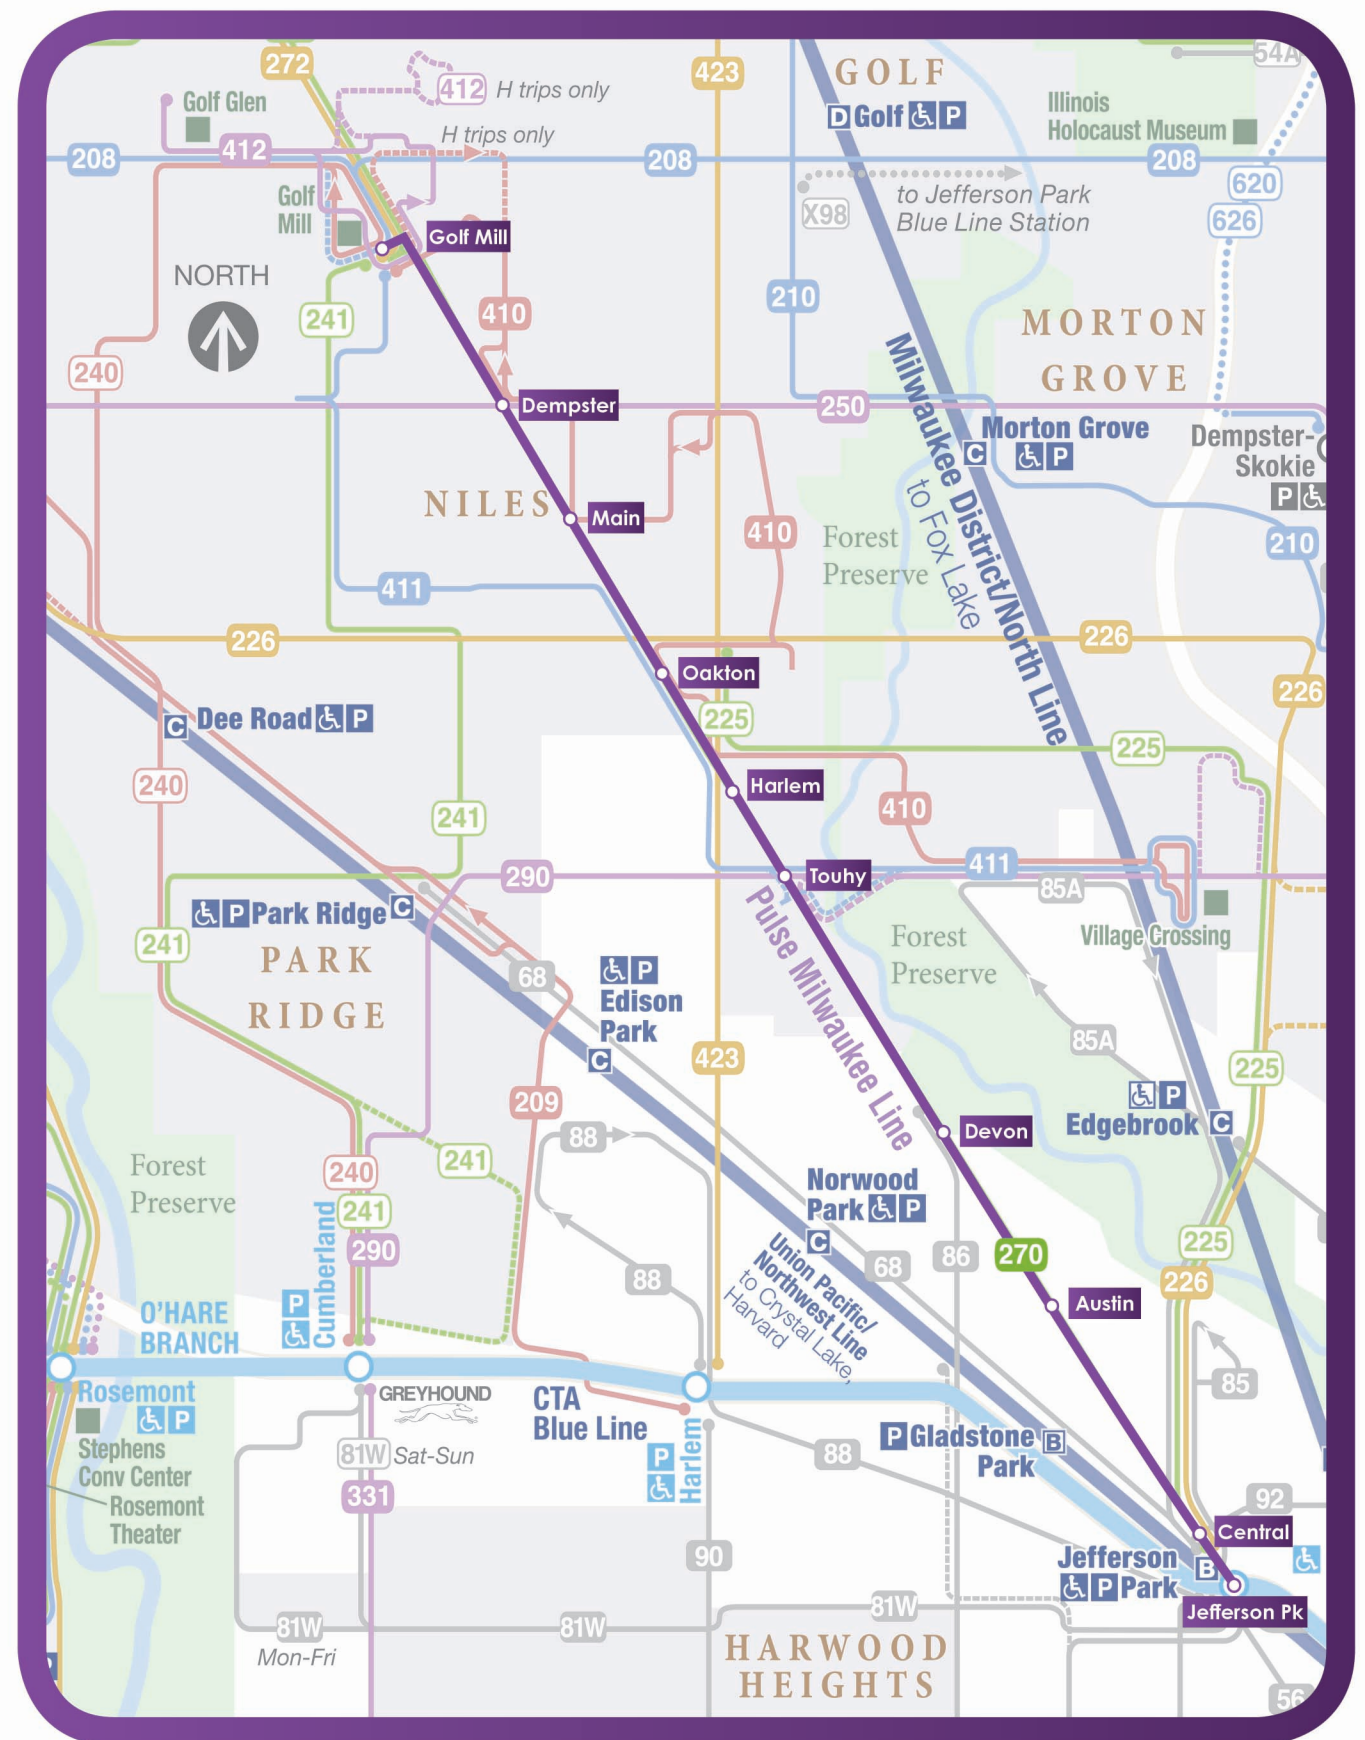 272
423
54A
GOLF
D Golf P
412 H trips only
H trips only
Golf Glen
Illinois
Holocaust Museum
208
412
208
208
620
626
X98
to Jefferson Park
Blue Line Station
Golf
Mill
Golf Mill
NORTH
241
410
210
MORTON
GROVE
240
Dempster
250
Milwaukee District/North Line
to Fox Lake
Morton Grove
C P
Dempster-
Skokie
P
NILES
Main
410
Forest
Preserve
210
411
226
226
Oakton
226
C Dee Road P
225
225
240
Harlem
410
241
411
290
Touhy
85A
P Park Ridge C
Pulse Milwaukee Line
Village Crossing
241
PARK
RIDGE
Forest
Preserve
68
P
Edison
Park
C
423
85A
225
209
P
Edgebrook C
88
Devon
241
Forest
Preserve
240
241
290
Norwood
Park P
C
Union Pacific/
Northwest Line
to Crystal Lake,
Harvard
68
86
270
225
226
88
P
Cumberland
O'HARE
BRANCH
Austin
Rosemont
P
GREYHOUND
CTA
Blue Line
85
Stephens
Conv Center
Rosemont
Theater
81W Sat-Sun
331
P
Harlem
88
P Gladstone B
Park
92
Central
90
Jefferson
P Park
B
Jefferson Pk
81W
Mon-Fri
81W
81W
HARWOOD
HEIGHTS
56